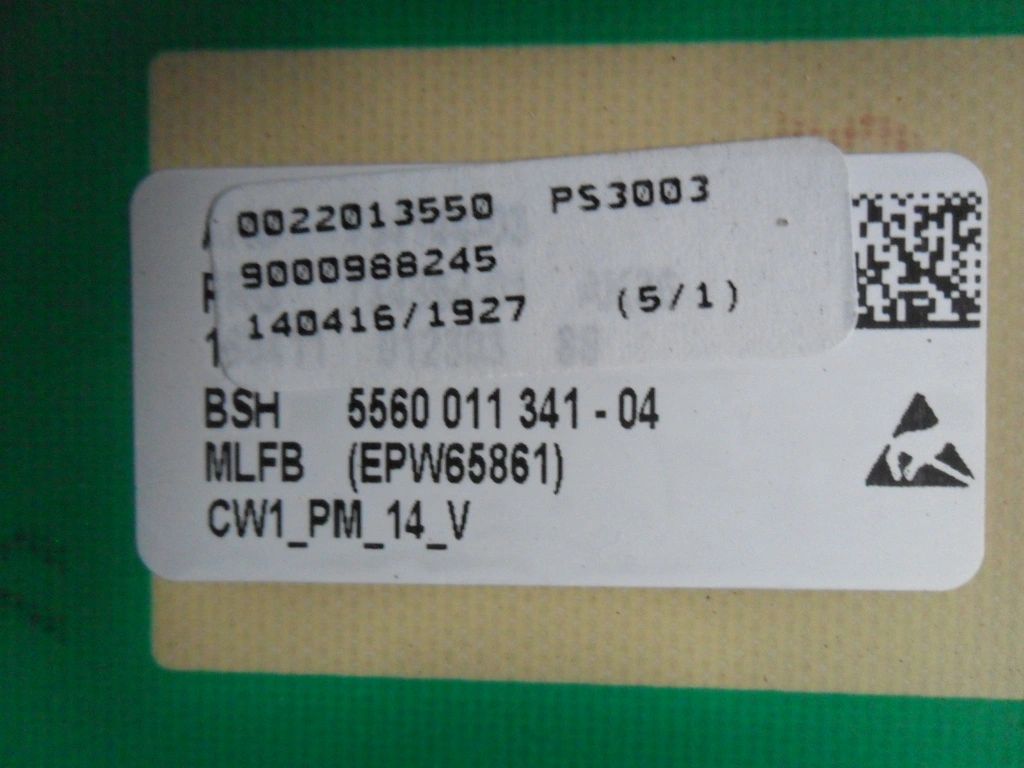 0022013550 PS3003
9000988245
140416/1927 (5/1)
BSH 5560 011 341 - 04
MLFB (EPW65861)
CW1_PM_14_V